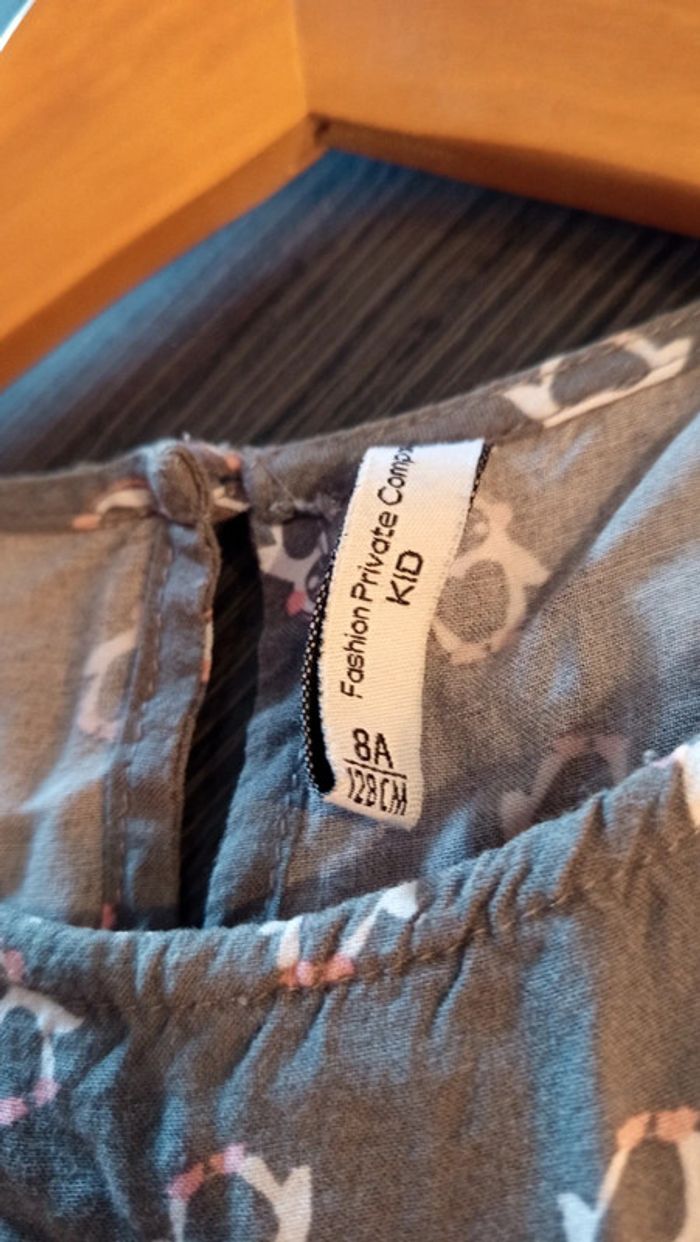 Fashion Private Comp
KID
8A
128CM